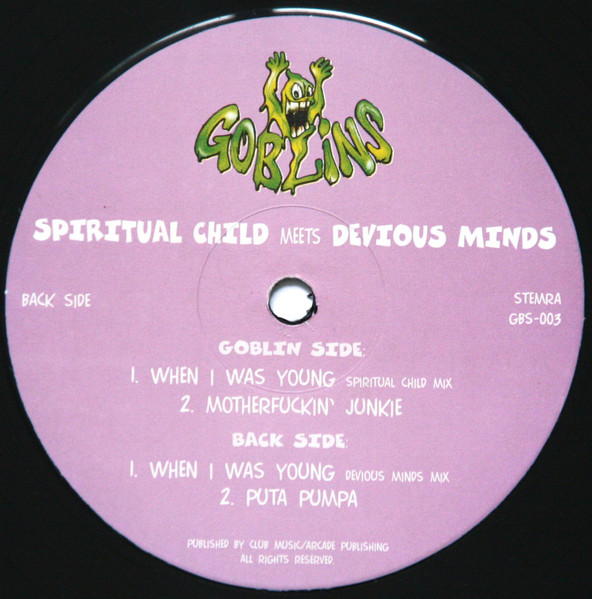 GOBLINS
SPIRITUAL CHILD MEETS DEVIOUS MINDS
BACK SIDE
STEMRA
GBS-003
GOBLIN SIDE:
1. WHEN I WAS YOUNG SPIRITUAL CHILD MIX
2. MOTHERFUCKIN' JUNKIE
BACK SIDE:
1. WHEN I WAS YOUNG DEVIOUS MINDS MIX
2. PUTA PUMPA
PUBLISHED BY CLUB MUSIC/ARCADE PUBLISHING
ALL RIGHTS RESERVED.